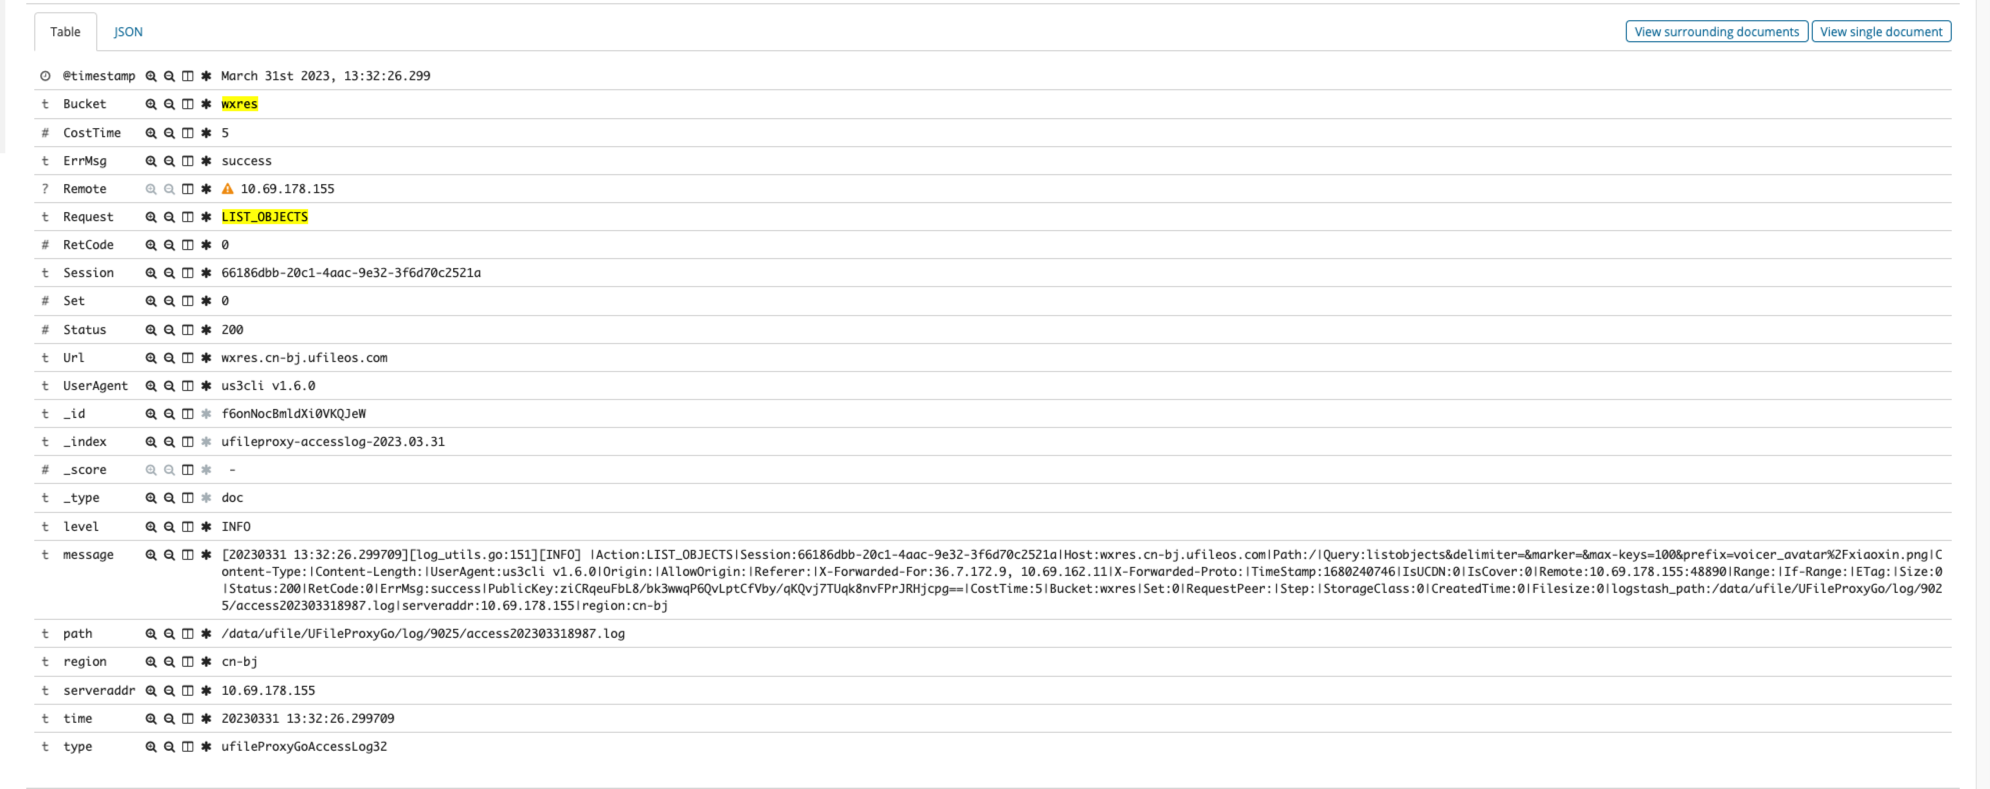 Table JSON View surrounding documents View single document
@timestamp March 31st 2023, 13:32:26.299
t Bucket wxres
# CostTime 5
t ErrMsg success
? Remote 10.69.178.155
t Request LIST_OBJECTS
# RetCode 0
t Session 66186dbb-20c1-4aac-9e32-3f6d70c2521a
# Set 0
# Status 200
t Url wxres.cn-bj.ufileos.com
t UserAgent us3cli v1.6.0
t _id f6onNocBmldXi0VKQJeW
t _index ufileproxy-accesslog-2023.03.31
# _score -
t _type doc
t level INFO
t message [20230331 13:32:26.299709][log_utils.go:151][INFO] |Action:LIST_OBJECTS|Session:66186dbb-20c1-4aac-9e32-3f6d70c2521a|Host:wxres.cn-bj.ufileos.com|Path:/|Query:listobjects&delimiter=&marker=&max-keys=100&prefix=voicer_avatar%2Fxiaoxin.png|C
ontent-Type:|Content-Length:|UserAgent:us3cli v1.6.0|Origin:|AllowOrigin:|Referer:|X-Forwarded-For:36.7.172.9, 10.69.162.11|X-Forwarded-Proto:|TimeStamp:1680240746|IsUCDN:0|IsCover:0|Remote:10.69.178.155:48890|Range:|If-Range:|ETag:|Size:0
|Status:200|RetCode:0|ErrMsg:success|PublicKey:ziCRqeuFbL8/bk3wwqP6QvLptCfVby/qKQvj7TUqk8nvFPrJRHjcpg==|CostTime:5|Bucket:wxres|Set:0|RequestPeer:|Step:|StorageClass:0|CreatedTime:0|Filesize:0|logstash_path:/data/ufile/UFileProxyGo/log/902
5/access202303318987.log|serveraddr:10.69.178.155|region:cn-bj
t path /data/ufile/UFileProxyGo/log/9025/access202303318987.log
t region cn-bj
t serveraddr 10.69.178.155
t time 20230331 13:32:26.299709
t type ufileProxyGoAccessLog32